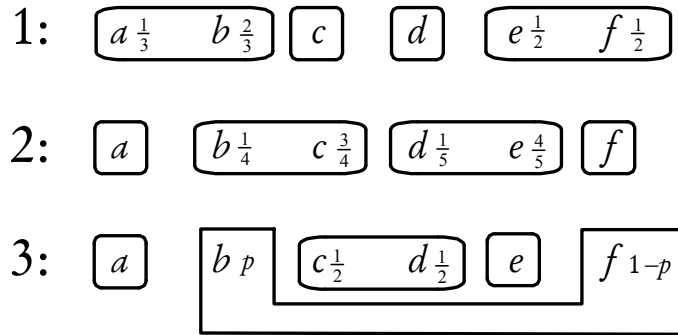 1: a 1/3 b 2/3 c d e 1/2 f 1/2
2: a b 1/4 c 3/4 d 1/5 e 4/5 f
3: a b p c 1/2 d 1/2 e f 1–p